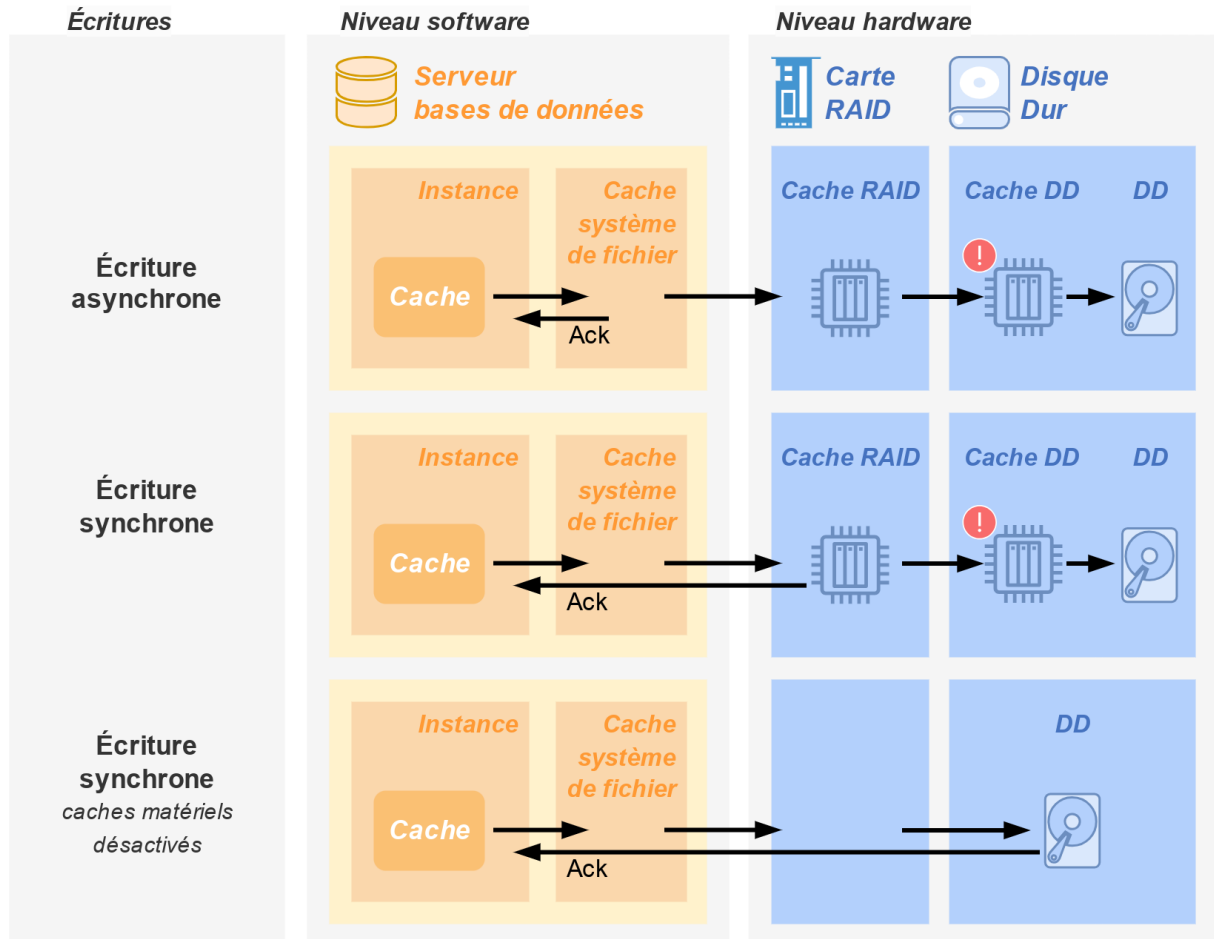 Écritures
Niveau software
Niveau hardware
Serveur
bases de données
Carte
RAID
Disque
Dur
Écriture
asynchrone
Instance
Cache
système
de fichier
Cache
Ack
Cache RAID
Cache DD
DD
!
Écriture
synchrone
Instance
Cache
système
de fichier
Cache
Ack
Cache RAID
Cache DD
DD
!
Écriture
synchrone
caches matériels
désactivés
Instance
Cache
système
de fichier
Cache
Ack
DD